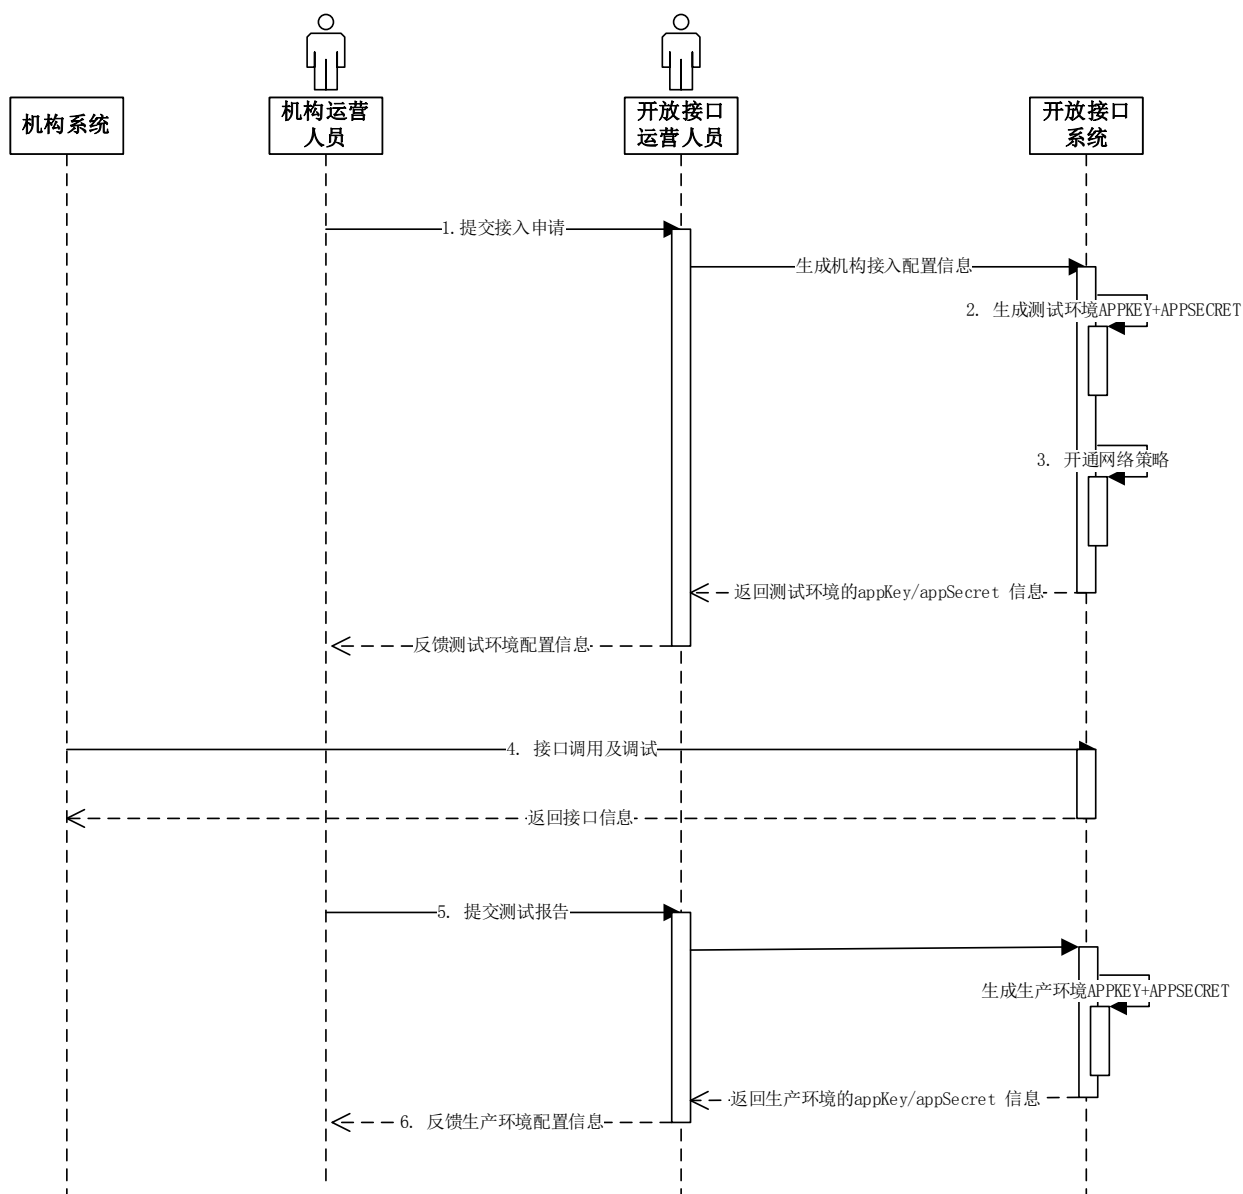 机构系统
机构运营
人员
开放接口
运营人员
开放接口
系统
1.提交接入申请
生成机构接入配置信息
2. 生成测试环境APPKEY+APPSECRET
3. 开通网络策略
返回测试环境的appKey/appSecret 信息
反馈测试环境配置信息
4. 接口调用及调试
返回接口信息
5. 提交测试报告
生成生产环境APPKEY+APPSECRET
返回生产环境的appKey/appSecret 信息
6. 反馈生产环境配置信息